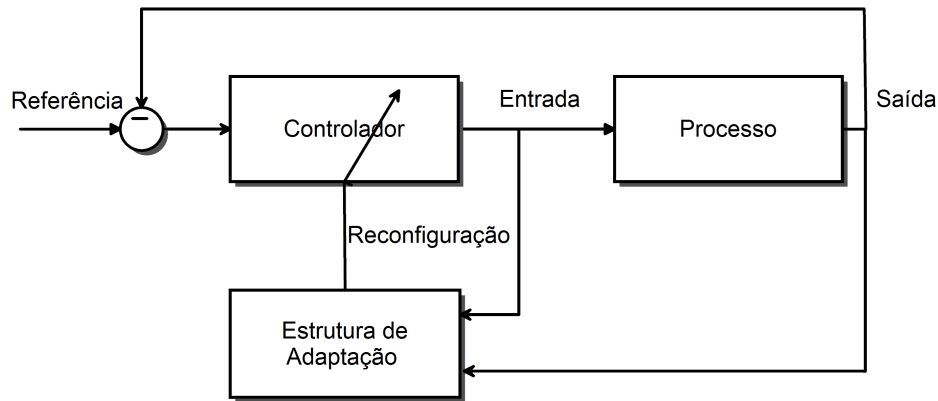 Referência
Controlador
Entrada
Processo
Saída
Reconfiguração
Estrutura de
Adaptação